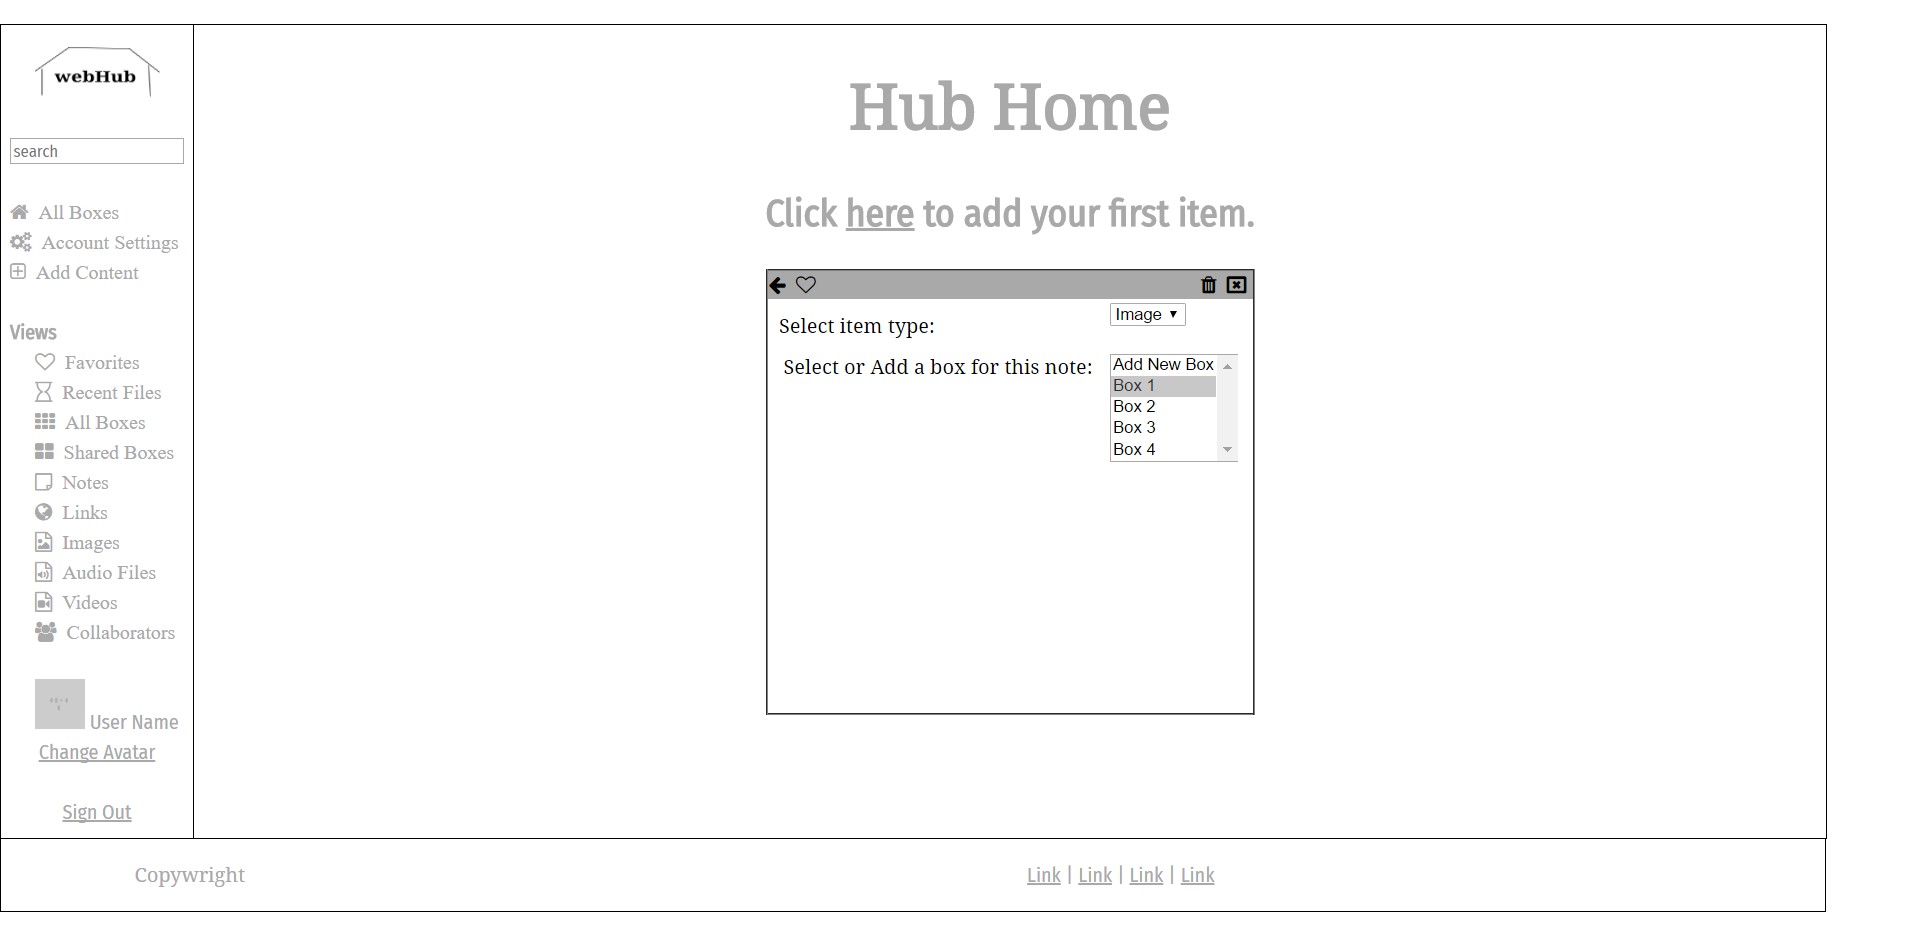 webHub
search
All Boxes
Account Settings
Add Content
Views
Favorites
Recent Files
All Boxes
Shared Boxes
Notes
Links
Images
Audio Files
Videos
Collaborators
User Name
Change Avatar
Sign Out
Hub Home
Click here to add your first item.
Select item type:
Image
Select or Add a box for this note:
Add New Box
Box 1
Box 2
Box 3
Box 4
Copywright
Link | Link | Link | Link